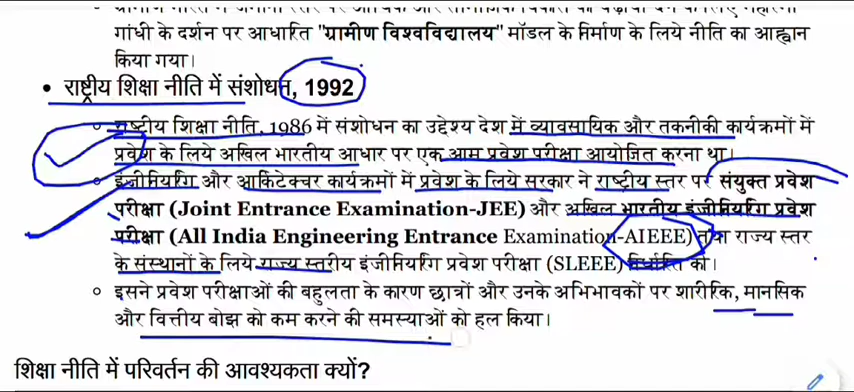 गांधी के दर्शन पर आधारित "ग्रामीण विश्वविद्यालय" मॉडल के निर्माण के लिये नीति का आह्वान
किया गया।
• राष्ट्रीय शिक्षा नीति में संशोधन, 1992
राष्ट्रीय शिक्षा नीति, 1986 में संशोधन का उद्देश्य देश में व्यावसायिक और तकनीकी कार्यक्रमों में
प्रवेश के लिये अखिल भारतीय आधार पर एक आम प्रवेश परीक्षा आयोजित करना था।
इंजीनियरिंग और आर्किटेक्चर कार्यक्रमों में प्रवेश के लिये सरकार ने राष्ट्रीय स्तर पर संयुक्त प्रवेश
परीक्षा (Joint Entrance Examination-JEE) और अखिल भारतीय इंजीनियरिंग प्रवेश
परीक्षा (All India Engineering Entrance Examination-AIEEE) तथा राज्य स्तर
के संस्थानों के लिये राज्य स्तरीय इंजीनियरिंग प्रवेश परीक्षा (SLEEE) निर्धारित की।
इसने प्रवेश परीक्षाओं की बहुलता के कारण छात्रों और उनके अभिभावकों पर शारीरिक, मानसिक
और वित्तीय बोझ को कम करने की समस्याओं को हल किया।
शिक्षा नीति में परिवर्तन की आवश्यकता क्यों?